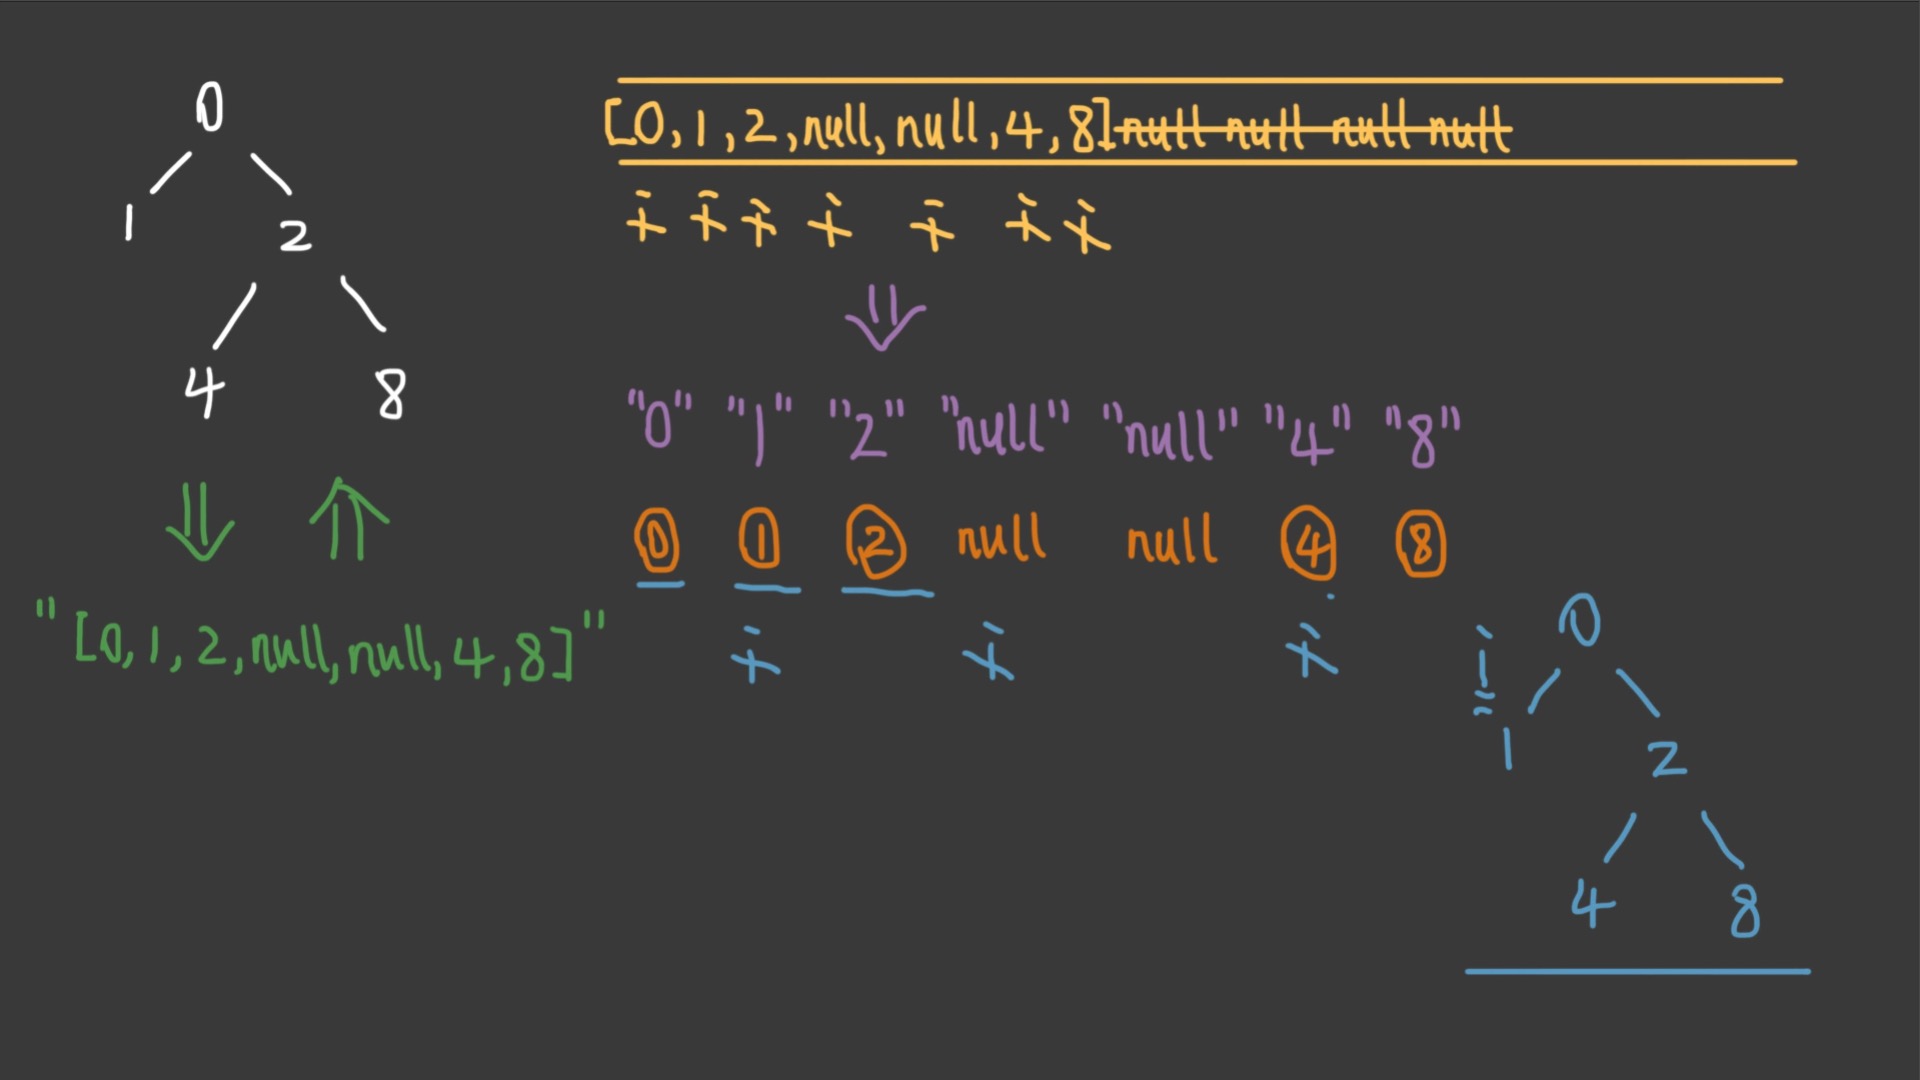 0
1
2
4 8
"[0,1,2,null,null,4,8]"
[0,1,2,null,null,4,8]null null null null
i i i i i i i
"0" "1" "2" "null" "null" "4" "8"
0 1 2 null null 4 8
i i i
i
0
1
2
4 8